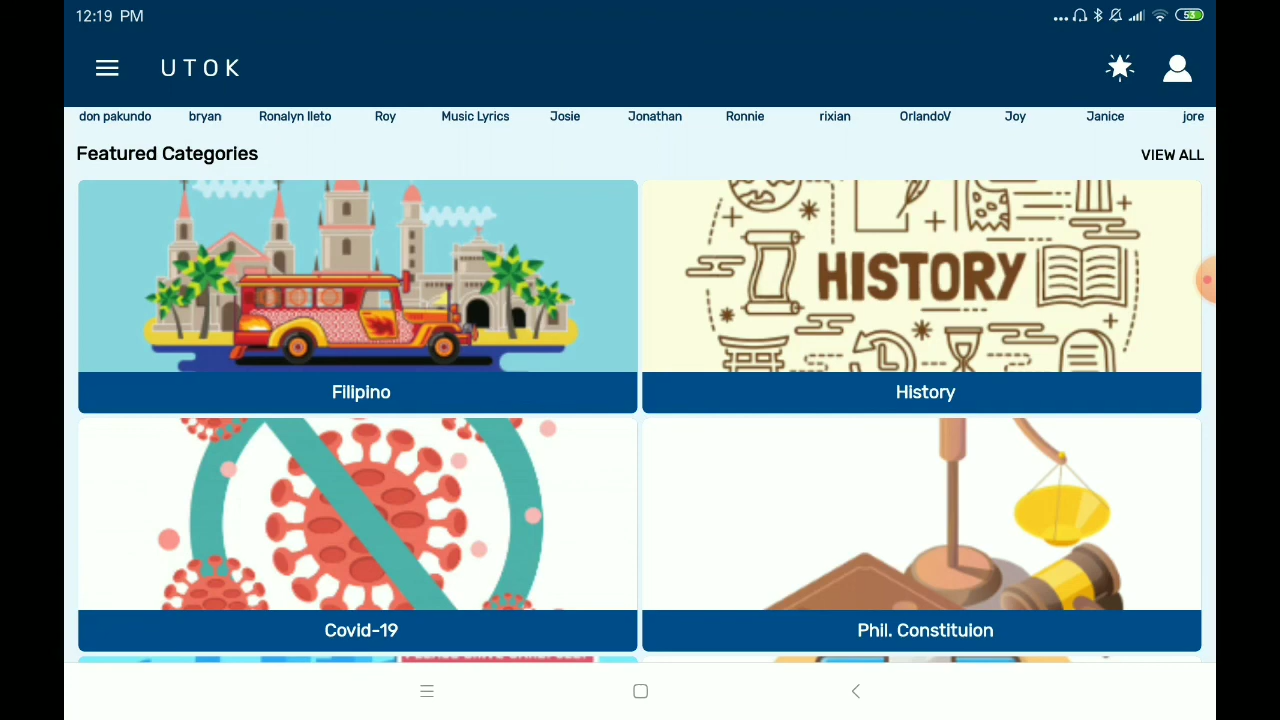 12:19 PM
53
UTOK
don pakundo bryan Ronalyn Ileto Roy Music Lyrics Josie Jonathan Ronnie rixian OrlandoV Joy Janice jore
Featured Categories
VIEW ALL
HISTORY
Filipino
History
Covid-19
Phil. Constituion